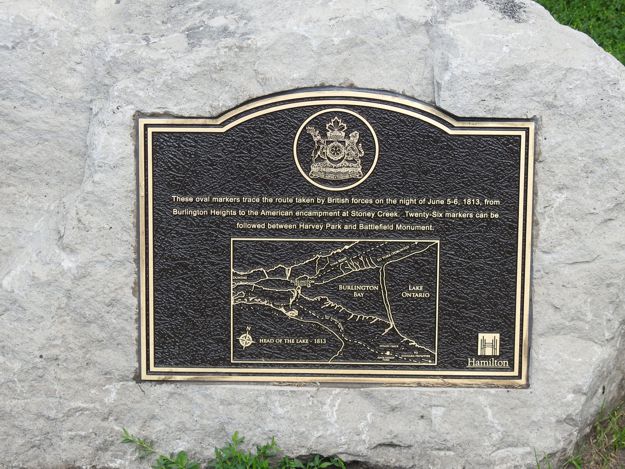 These oval markers trace the route taken by British forces on the night of June 5-6, 1813, from
Burlington Heights to the American encampment at Stoney Creek. Twenty-Six markers can be
followed between Harvey Park and Battlefield Monument.
BURLINGTON
BAY
LAKE
ONTARIO
HEAD OF THE LAKE - 1813
Hamilton